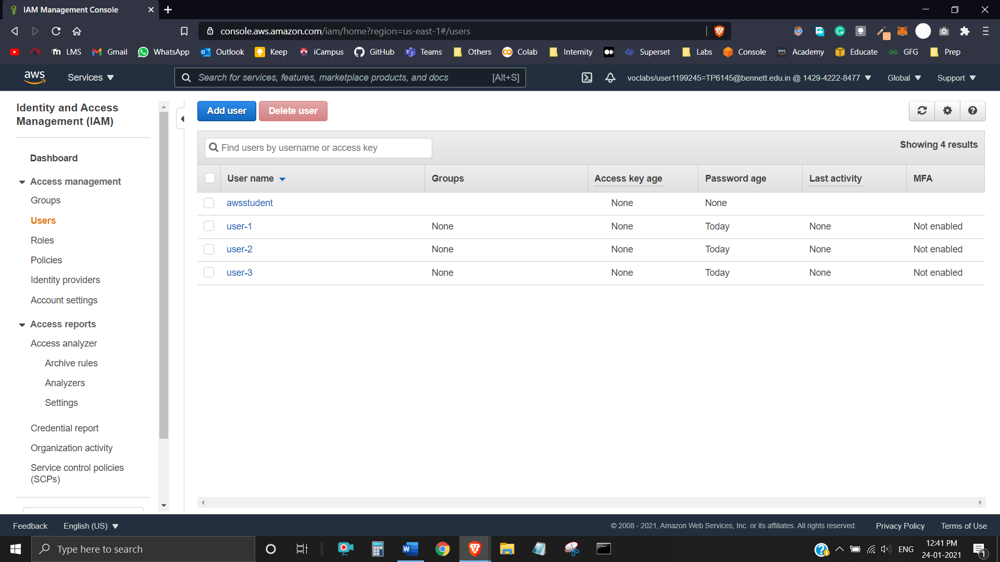 IAM Management Console
console.aws.amazon.com/iam/home?region=us-east-1#/users
LMS Gmail WhatsApp Outlook Keep iCampus GitHub Teams Others Colab Internity Superset Labs Console aws Academy Educate GFG Prep
aws Services Search for services, features, marketplace products, and docs [Alt+S] voclabs/user1199245=TP6145@bennett.edu.in @ 1429-4222-8477 Global Support
Identity and Access
Management (IAM)
Dashboard
Access management
Groups
Users
Roles
Policies
Identity providers
Account settings
Access reports
Access analyzer
Archive rules
Analyzers
Settings
Credential report
Organization activity
Service control policies
(SCPs)
Add user Delete user
Find users by username or access key Showing 4 results
User name Groups Access key age Password age Last activity MFA
awsstudent None None
user-1 None None Today None Not enabled
user-2 None None Today None Not enabled
user-3 None None Today None Not enabled
Feedback English (US) © 2008 - 2021, Amazon Web Services, Inc. or its affiliates. All rights reserved. Privacy Policy Terms of Use
Type here to search ENG 12:41 PM
24-01-2021 1